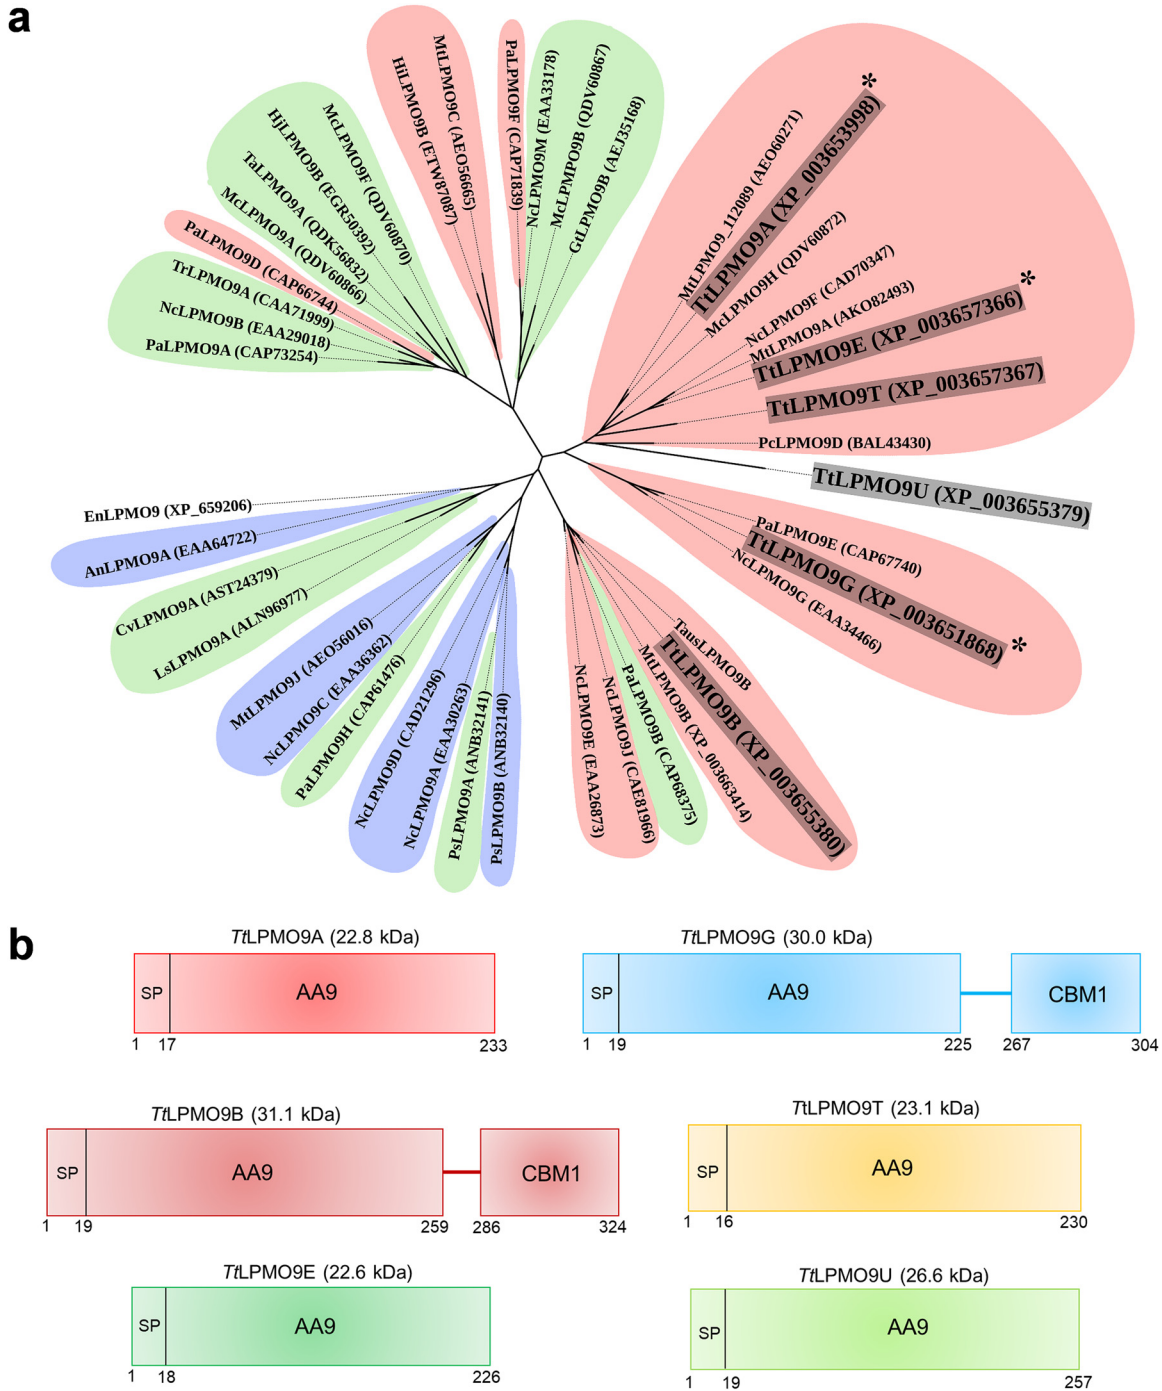 a
HiLPMO9B (ETW87087)
MtLPMO9C (AEO56665)
PaLPMO9F (CAP71839)
NcLPMO9M (EAA33178)
McLPMPO9B (QDV60867)
GtLPMO9B (AEJ35168)
MtLPMO9_112089 (AEO60271)
*
TtLPMO9A (XP_003653998)
McLPMO9H (QDV60872)
NcLPMO9F (CAD70347)
MtLPMO9A (AKO82493)
*
TtLPMO9E (XP_003657366)
TtLPMO9T (XP_003657367)
PcLPMO9D (BAL43430)
TtLPMO9U (XP_003655379)
PaLPMO9E (CAP67740)
TtLPMO9G (XP_003651868)
*
NcLPMO9G (EAA34466)
TausLPMO9B
TtLPMO9B (XP_003655380)
MtLPMO9B (XP_003663414)
PaLPMO9B (CAP68375)
NcLPMO9J (CAE81966)
NcLPMO9E (EAA26873)
PsLPMO9B (ANB32140)
PsLPMO9A (ANB32141)
NcLPMO9A (EAA30263)
NcLPMO9D (CAD21296)
PaLPMO9H (CAP61476)
NcLPMO9C (EAA36362)
MtLPMO9J (AEO56016)
LsLPMO9A (ALN96977)
CvLPMO9A (AST24379)
AnLPMO9A (EAA64722)
EnLPMO9 (XP_659206)
PaLPMO9A (CAP73254)
NcLPMO9B (EAA29018)
TrLPMO9A (CAA71999)
PaLPMO9D (CAP66744)
McLPMO9A (QDV60866)
TaLPMO9A (QDK56832)
HjLPMO9B (EGR50392)
McLPMO9F (QDV60870)
b
TtLPMO9A (22.8 kDa)
SP AA9
1 17 233
TtLPMO9G (30.0 kDa)
SP AA9 CBM1
1 19 225 267 304
TtLPMO9B (31.1 kDa)
SP AA9 CBM1
1 19 259 286 324
TtLPMO9T (23.1 kDa)
SP AA9
1 16 230
TtLPMO9E (22.6 kDa)
SP AA9
1 18 226
TtLPMO9U (26.6 kDa)
SP AA9
1 19 257